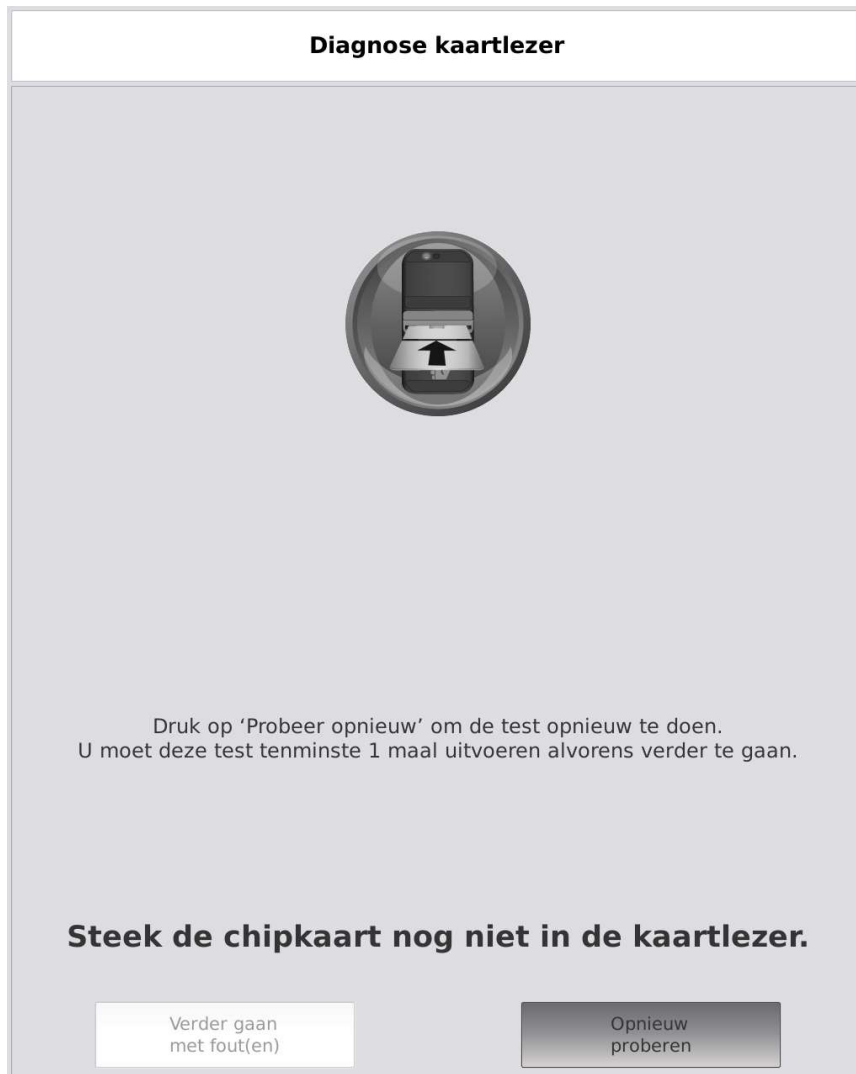 Diagnose kaartlezer
Druk op ‘Probeer opnieuw’ om de test opnieuw te doen.
U moet deze test tenminste 1 maal uitvoeren alvorens verder te gaan.
Steek de chipkaart nog niet in de kaartlezer.
Verder gaan
met fout(en)
Opnieuw
proberen